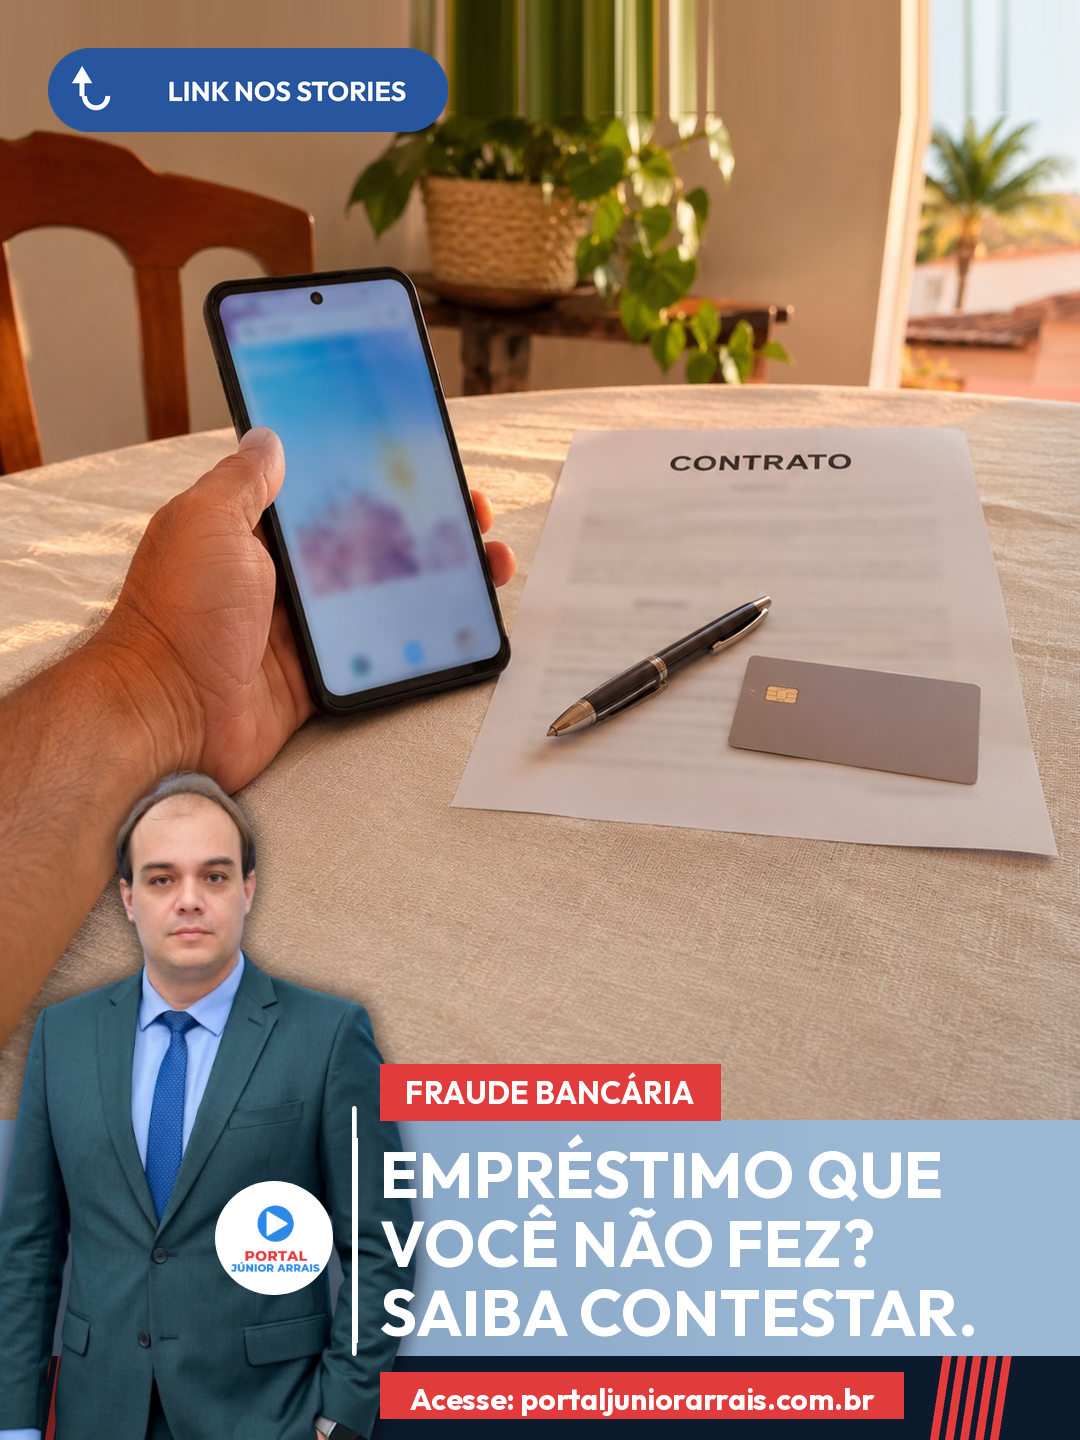 LINK NOS STORIES
CONTRATO
FRAUDE BANCÁRIA
EMPRÉSTIMO QUE
VOCÊ NÃO FEZ?
SAIBA CONTESTAR.
PORTAL
JÚNIOR ARRAIS
Acesse: portaljuniorarrais.com.br